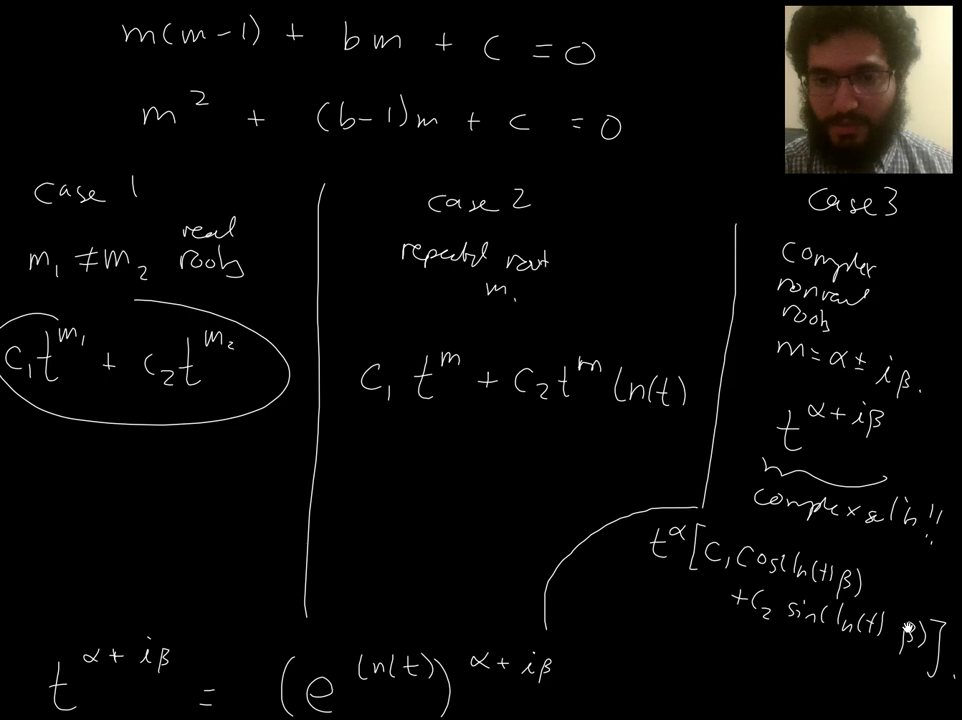 m(m-1) + bm + c = 0
m² + (b-1)m + c = 0
case 1
m₁ ≠ m₂ real roots
c₁t^m₁ + c₂t^m₂
case 2
repeated root
m.
c₁ t^m + c₂t^m ln(t)
case 3
complex
nonreal
roots
m = α ± iβ.
t^α+iβ
complex soln!!
t^α[c₁cos(ln(t)β)
+c₂ sin(ln(t) β)].
t^α+iβ = (e^ln(t))^α+iβ